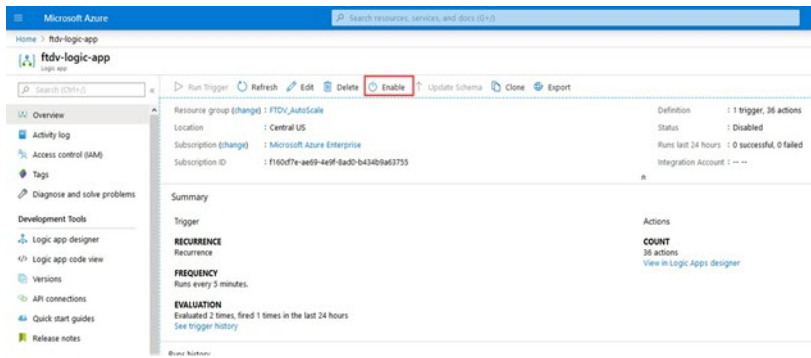 Microsoft Azure
Search resources, services, and docs (G+/)
Home > ftdv-logic-app
ftdv-logic-app
Logic app
Search (Ctrl+/)
«
Run Trigger Refresh Edit Delete Enable Update Schema Clone Export
Overview
Activity log
Access control (IAM)
Tags
Diagnose and solve problems
Development Tools
Logic app designer
Logic app code view
Versions
API connections
Quick start guides
Release notes
Resource group (change) : FTDV_AutoScale
Location : Central US
Subscription (change) : Microsoft Azure Enterprise
Subscription ID : f160df7e-ae69-4e9f-8ad0-b434b9a63755
Definition : 1 trigger, 36 actions
Status : Disabled
Runs last 24 hours : 0 successful, 0 failed
Integration Account : -- --
Summary
Trigger
RECURRENCE
Recurrence
FREQUENCY
Runs every 5 minutes.
EVALUATION
Evaluated 2 times, fired 1 times in the last 24 hours
See trigger history
Actions
COUNT
36 actions
View in Logic Apps designer
Runs history